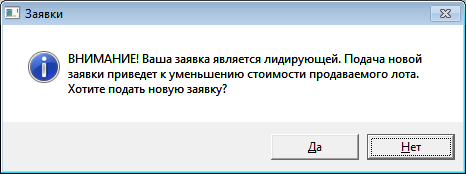 Заявки
ВНИМАНИЕ! Ваша заявка является лидирующей. Подача новой
заявки приведет к уменьшению стоимости продаваемого лота.
Хотите подать новую заявку?
Да
Нет